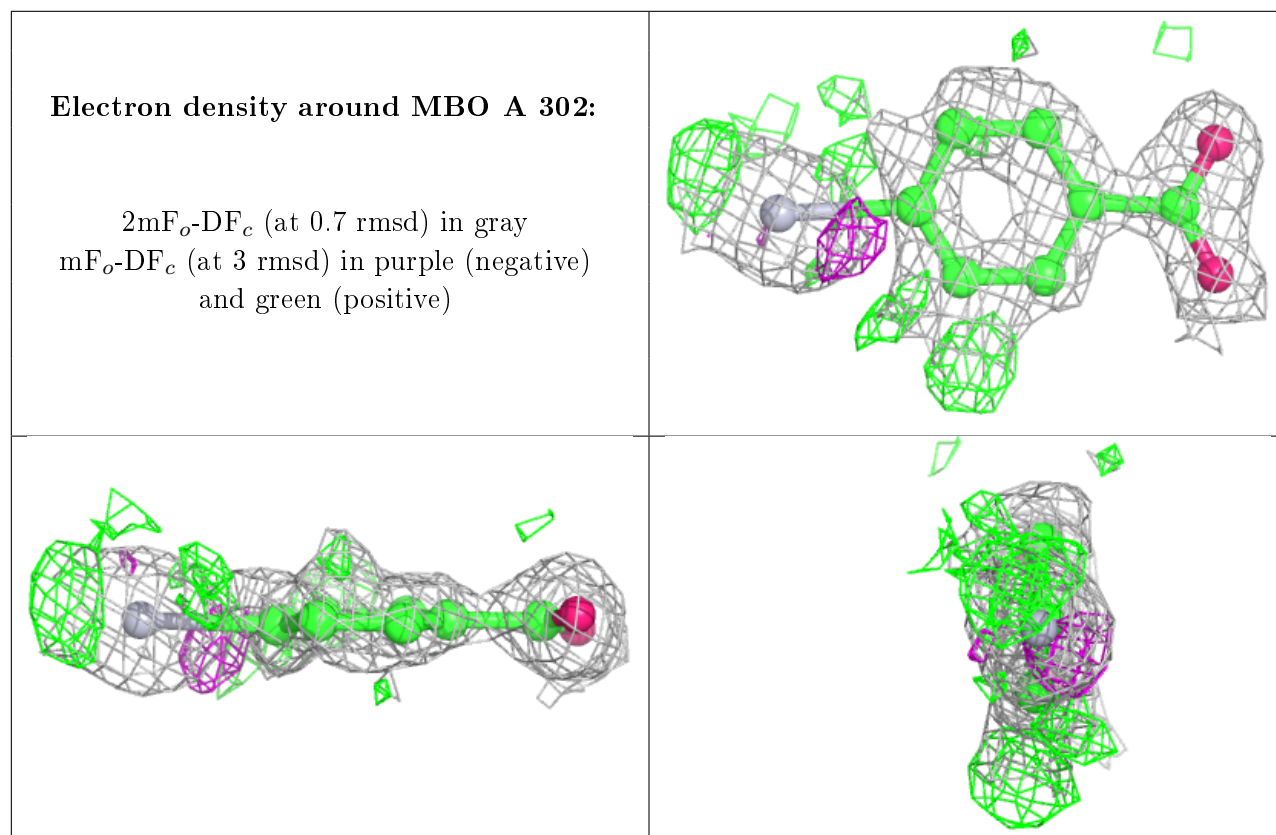 Electron density around MBO A 302:
2mFo-DFc (at 0.7 rmsd) in gray
mFo-DFc (at 3 rmsd) in purple (negative)
and green (positive)